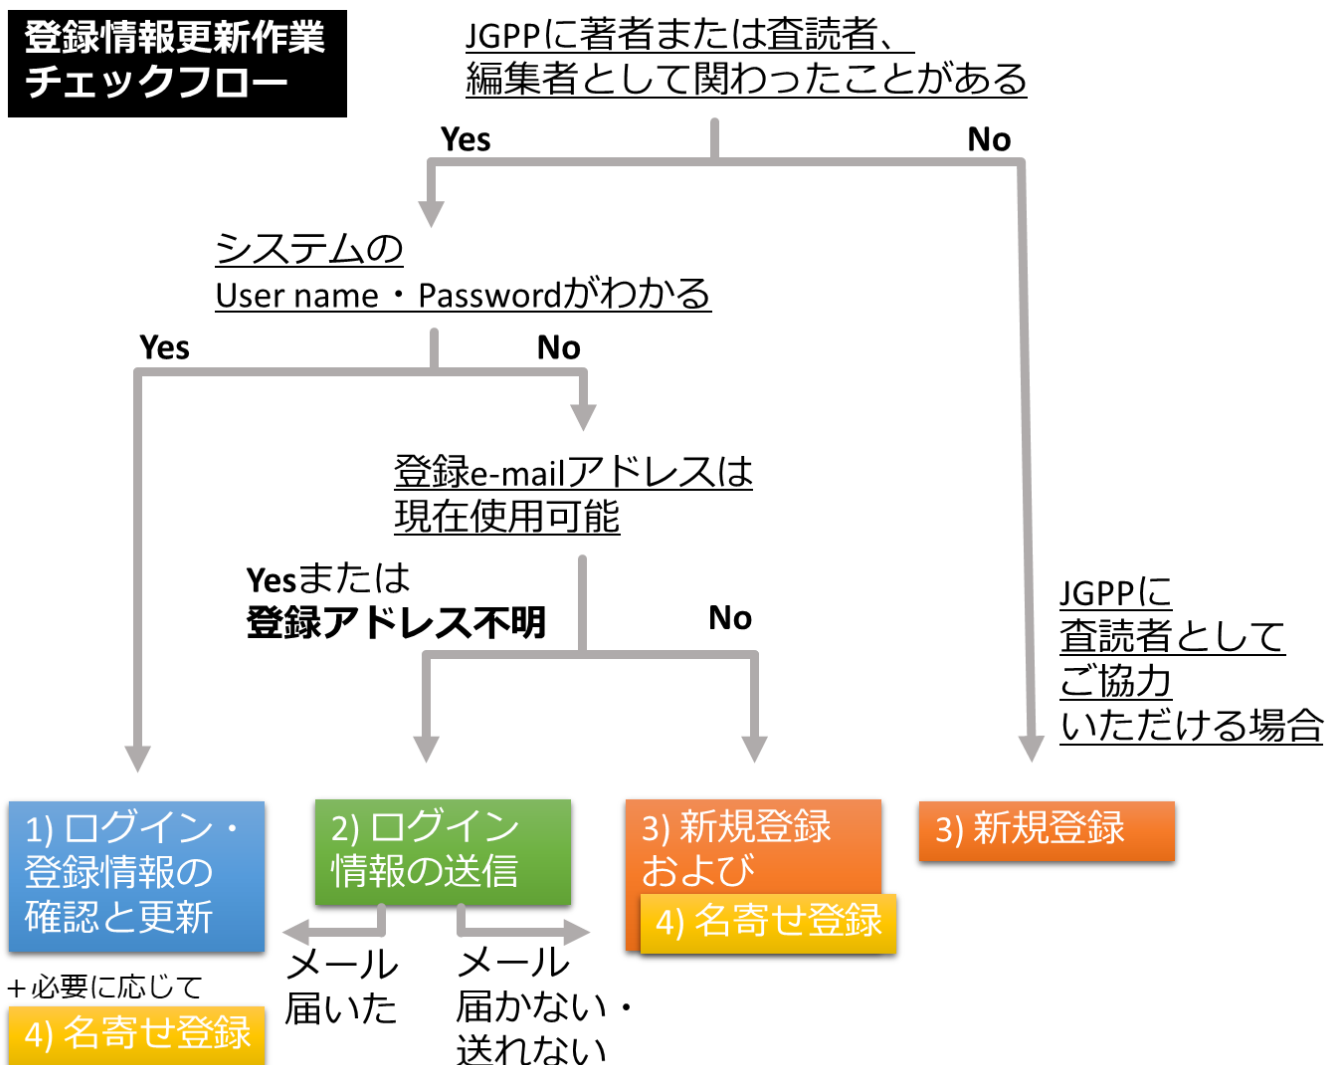 登録情報更新作業
チェックフロー
JGPPに著者または査読者、
編集者として関わったことがある
Yes
No
システムの
User name・Passwordがわかる
Yes
No
登録e-mailアドレスは
現在使用可能
Yesまたは
登録アドレス不明
No
JGPPに
査読者として
ご協力
いただける場合
1) ログイン・
登録情報の
確認と更新
+必要に応じて
4) 名寄せ登録
2) ログイン
情報の送信
メール
届いた
メール
届かない・
送れない
3) 新規登録
および
4) 名寄せ登録
3) 新規登録